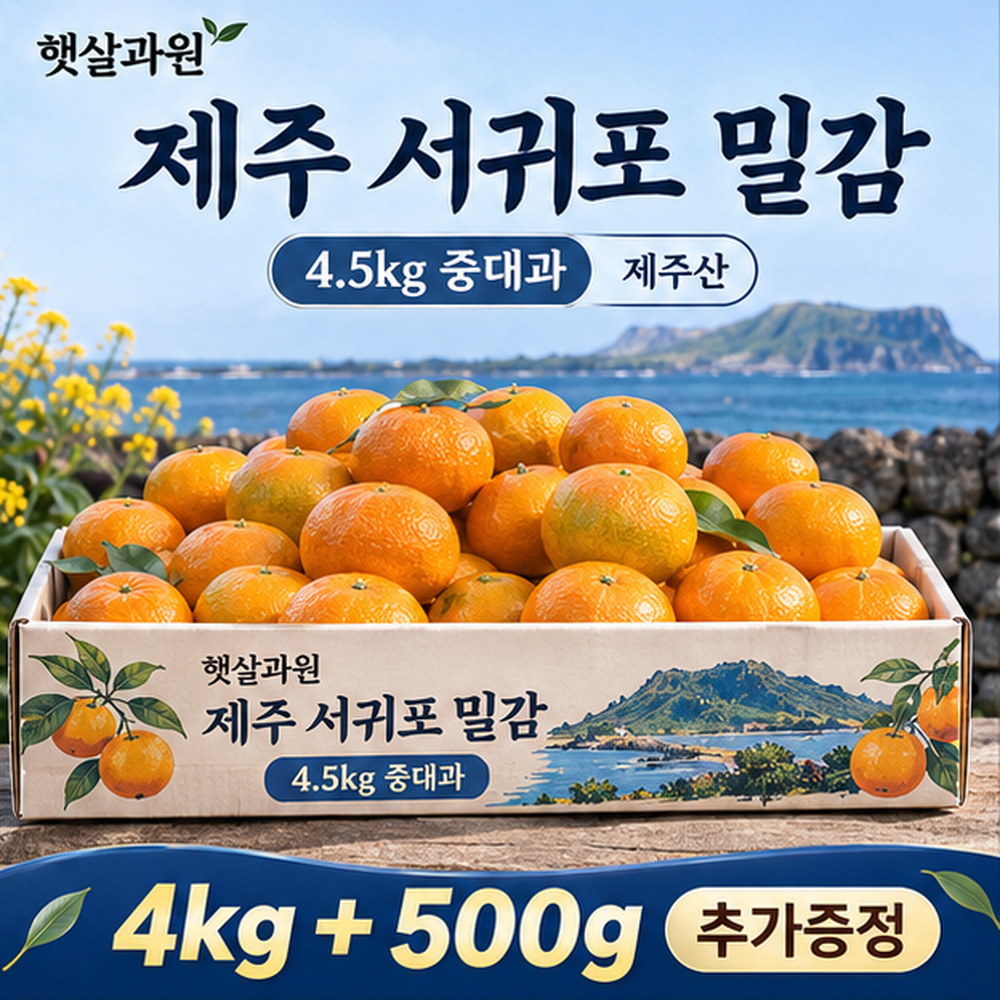 햇살과원
제주 서귀포 밀감
4.5kg 중대과 제주산
햇살과원
제주 서귀포 밀감
4.5kg 중대과
4kg + 500g 추가증정